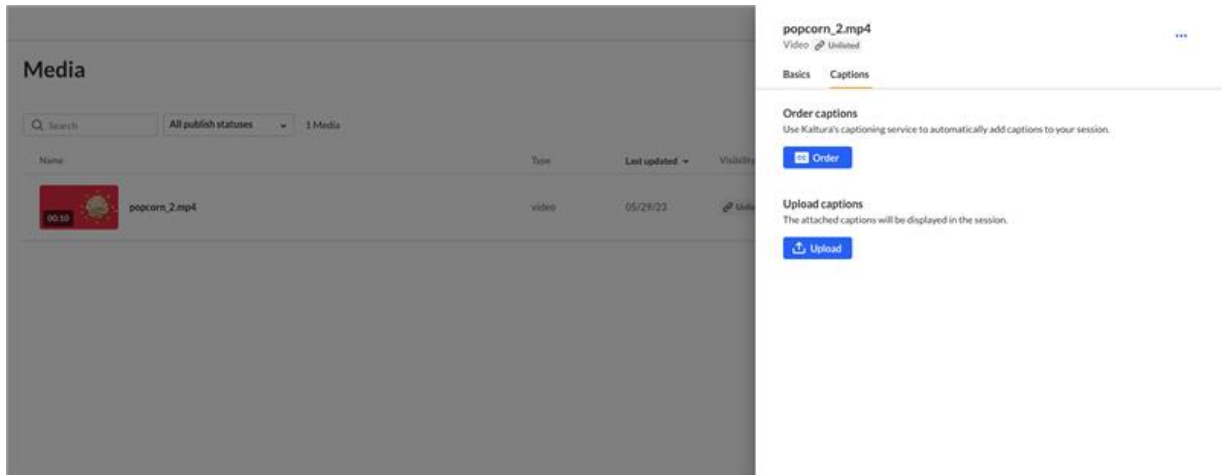 Media
Search
All publish statuses
1 Media
Name
Type
Last updated
Visibility
00:10
popcorn_2.mp4
video
05/29/23
popcorn_2.mp4
Video
Unlisted
Basics
Captions
Order captions
Use Kaltura's captioning service to automatically add captions to your session.
CC Order
Upload captions
The attached captions will be displayed in the session.
Upload